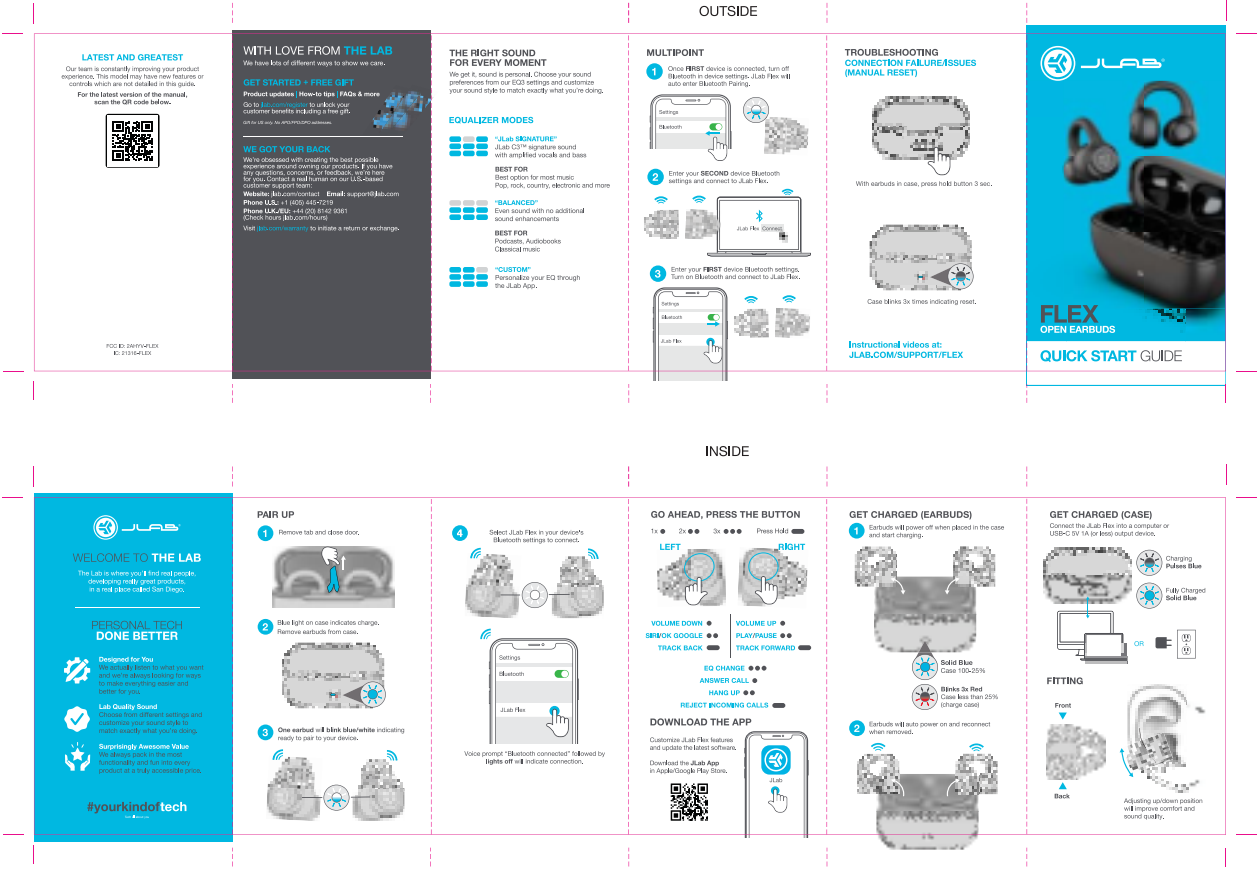 OUTSIDE
LATEST AND GREATEST
Our team is constantly improving your product
experience. This model may have new features or
controls which are not detailed in this guide.
For the latest version of the manual,
scan the QR code below.
FCC ID: 2AHYV-FLEX
IC: 21316-FLEX
WITH LOVE FROM THE LAB
We have lots of different ways to show we care.
GET STARTED + FREE GIFT
Product updates | How-to tips | FAQs & more
Go to jlab.com/register to unlock your
customer benefits including a free gift.
Gift for US only. No APO/FPO/DPO addresses.
WE GOT YOUR BACK
We're obsessed with creating the best possible
experience around owning our products. If you have
any questions, concerns, or feedback, we're here
for you. Contact a real human on our U.S.-based
customer support team:
Website: jlab.com/contact Email: support@jlab.com
Phone U.S.: +1 (405) 445-7219
Phone U.K./EU: +44 (20) 8142 9361
(Check hours jlab.com/hours)
Visit jlab.com/warranty to initiate a return or exchange.
THE RIGHT SOUND
FOR EVERY MOMENT
We get it, sound is personal. Choose your sound
preferences from our EQ3 settings and customize
your sound style to match exactly what you're doing.
EQUALIZER MODES
"JLab SIGNATURE"
JLab C3™ signature sound
with amplified vocals and bass
BEST FOR
Best option for most music
Pop, rock, country, electronic and more
"BALANCED"
Even sound with no additional
sound enhancements
BEST FOR
Podcasts, Audiobooks
Classical music
"CUSTOM"
Personalize your EQ through
the JLab App.
MULTIPOINT
1
Once FIRST device is connected, turn off
Bluetooth in device settings. JLab Flex will
auto enter Bluetooth Pairing.
Settings
Bluetooth
2
Enter your SECOND device Bluetooth
settings and connect to JLab Flex.
JLab Flex Connect
3
Enter your FIRST device Bluetooth settings.
Turn on Bluetooth and connect to JLab Flex.
Settings
Bluetooth
JLab Flex
TROUBLESHOOTING
CONNECTION FAILURE/ISSUES
(MANUAL RESET)
With earbuds in case, press hold button 3 sec.
Case blinks 3x times indicating reset.
Instructional videos at:
JLAB.COM/SUPPORT/FLEX
JLAB
FLEX
OPEN EARBUDS
QUICK START GUIDE
INSIDE
JLAB
WELCOME TO THE LAB
The Lab is where you'll find real people,
developing really great products,
in a real place called San Diego.
PERSONAL TECH
DONE BETTER
Designed for You
We actually listen to what you want
and we're always looking for ways
to make everything easier and
better for you.
Lab Quality Sound
Choose from different settings and
customize your sound style to
match exactly what you're doing.
Surprisingly Awesome Value
We always pack in the most
functionality and fun into every
product at a truly accessible price.
#yourkindoftech
PAIR UP
1
Remove tab and close door.
2
Blue light on case indicates charge.
Remove earbuds from case.
3
One earbud will blink blue/white indicating
ready to pair to your device.
4
Select JLab Flex in your device's
Bluetooth settings to connect.
Settings
Bluetooth
JLab Flex
Voice prompt "Bluetooth connected" followed by
lights off will indicate connection.
GO AHEAD, PRESS THE BUTTON
1x 2x 3x Press Hold
LEFT RIGHT
VOLUME DOWN VOLUME UP
SIRI/OK GOOGLE PLAY/PAUSE
TRACK BACK TRACK FORWARD
EQ CHANGE
ANSWER CALL
HANG UP
REJECT INCOMING CALLS
DOWNLOAD THE APP
Customize JLab Flex features
and update the latest software.
Download the JLab App
in Apple/Google Play Store.
JLab
GET CHARGED (EARBUDS)
1
Earbuds will power off when placed in the case
and start charging.
Solid Blue
Case 100-25%
Blinks 3x Red
Case less than 25%
(charge case)
2
Earbuds will auto power on and reconnect
when removed.
GET CHARGED (CASE)
Connect the JLab Flex into a computer or
USB-C 5V 1A (or less) output device.
Charging
Pulses Blue
Fully Charged
Solid Blue
OR
FITTING
Front
Back
Adjusting up/down position
will improve comfort and
sound quality.